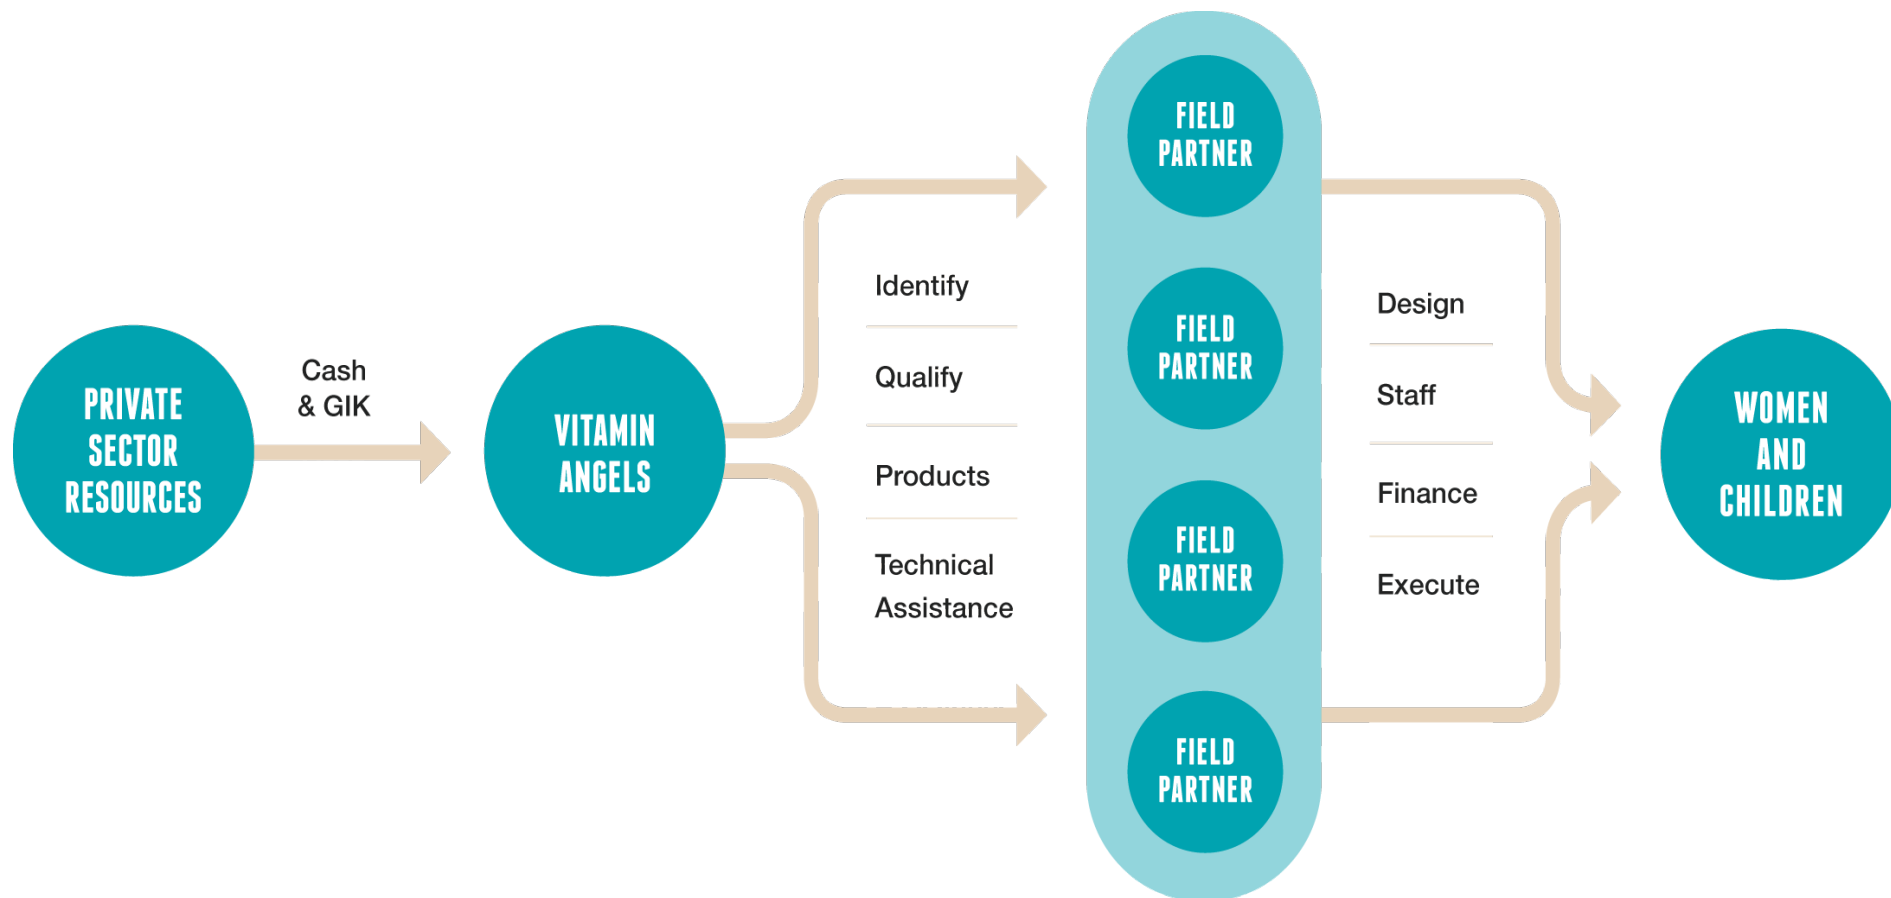 PRIVATE
SECTOR
RESOURCES
Cash
& GIK
VITAMIN
ANGELS
Identify
Qualify
Products
Technical
Assistance
FIELD
PARTNER
FIELD
PARTNER
FIELD
PARTNER
FIELD
PARTNER
Design
Staff
Finance
Execute
WOMEN
AND
CHILDREN